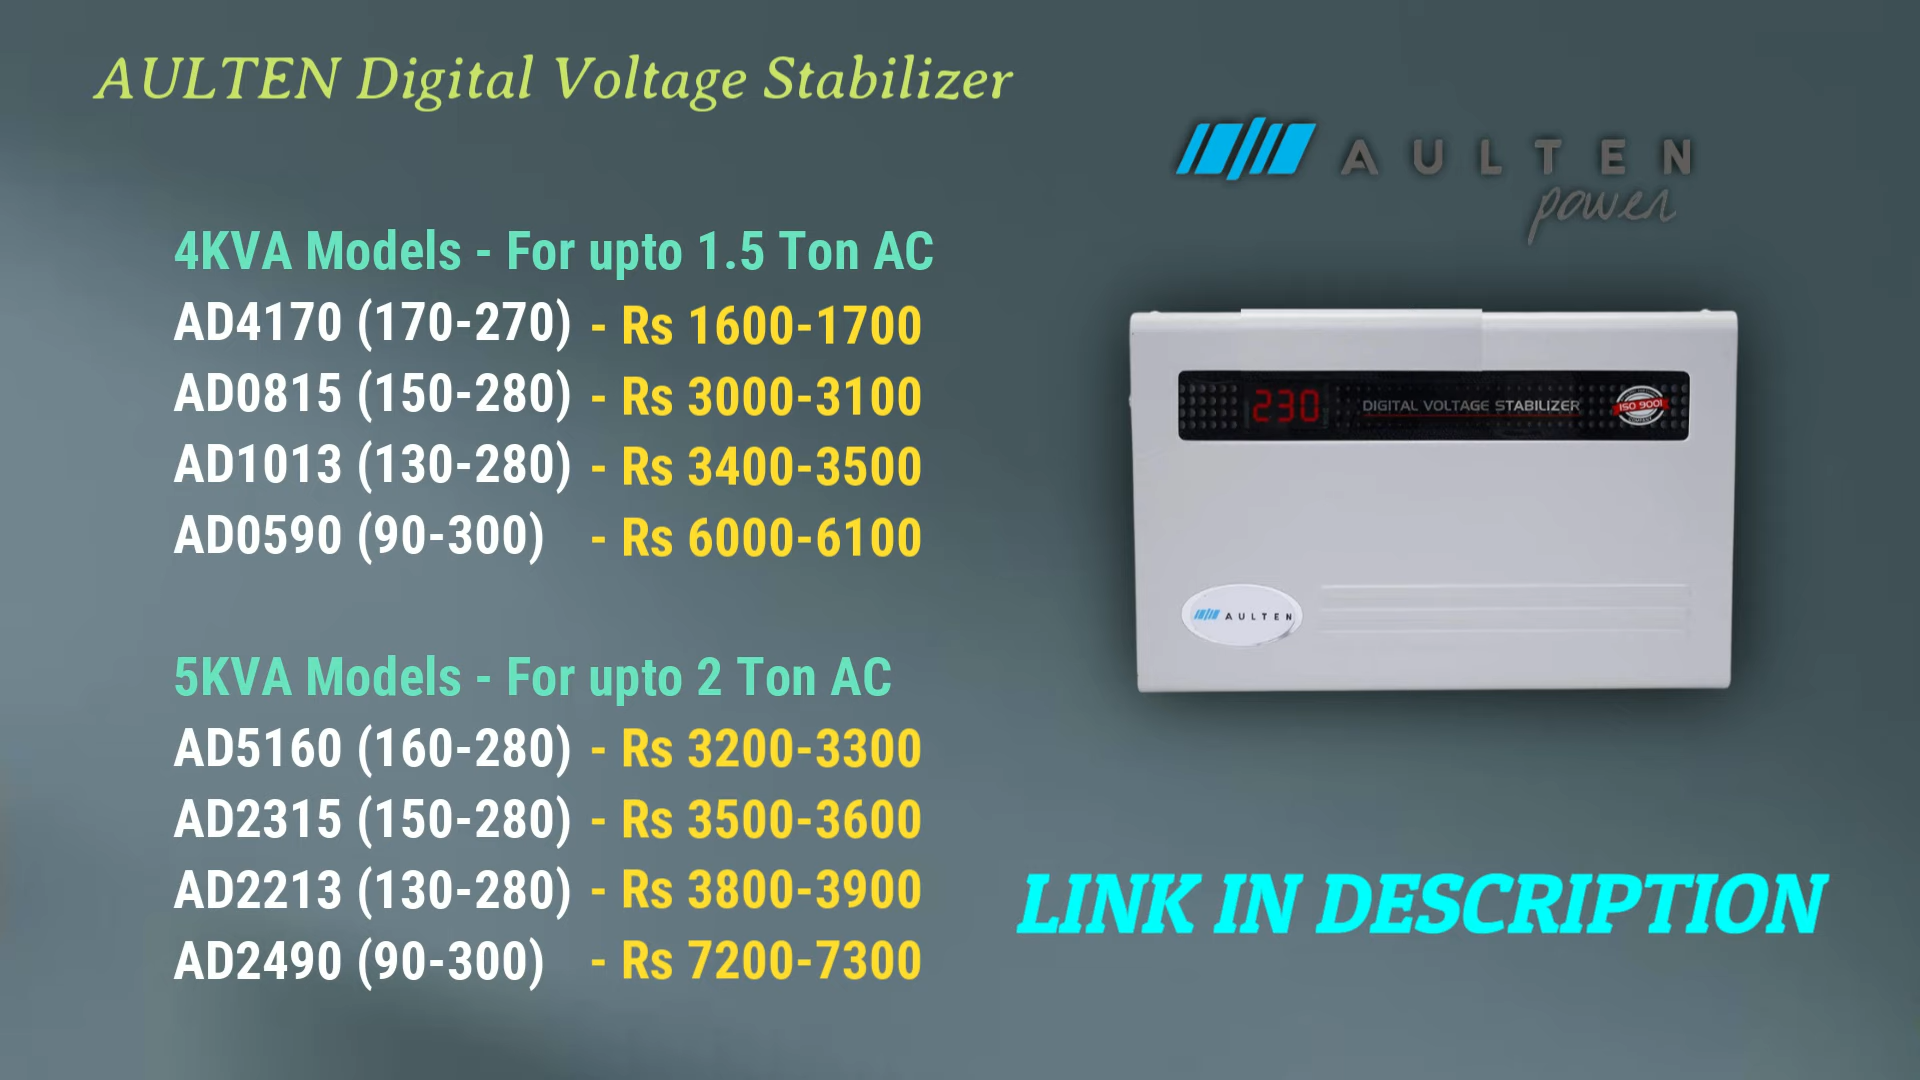 AULTEN Digital Voltage Stabilizer
AULTEN
power
4KVA Models - For upto 1.5 Ton AC
AD4170 (170-270) - Rs 1600-1700
AD0815 (150-280) - Rs 3000-3100
AD1013 (130-280) - Rs 3400-3500
AD0590 (90-300) - Rs 6000-6100
230
DIGITAL VOLTAGE STABILIZER
ISO 9001
AULTEN
5KVA Models - For upto 2 Ton AC
AD5160 (160-280) - Rs 3200-3300
AD2315 (150-280) - Rs 3500-3600
AD2213 (130-280) - Rs 3800-3900
AD2490 (90-300) - Rs 7200-7300
LINK IN DESCRIPTION